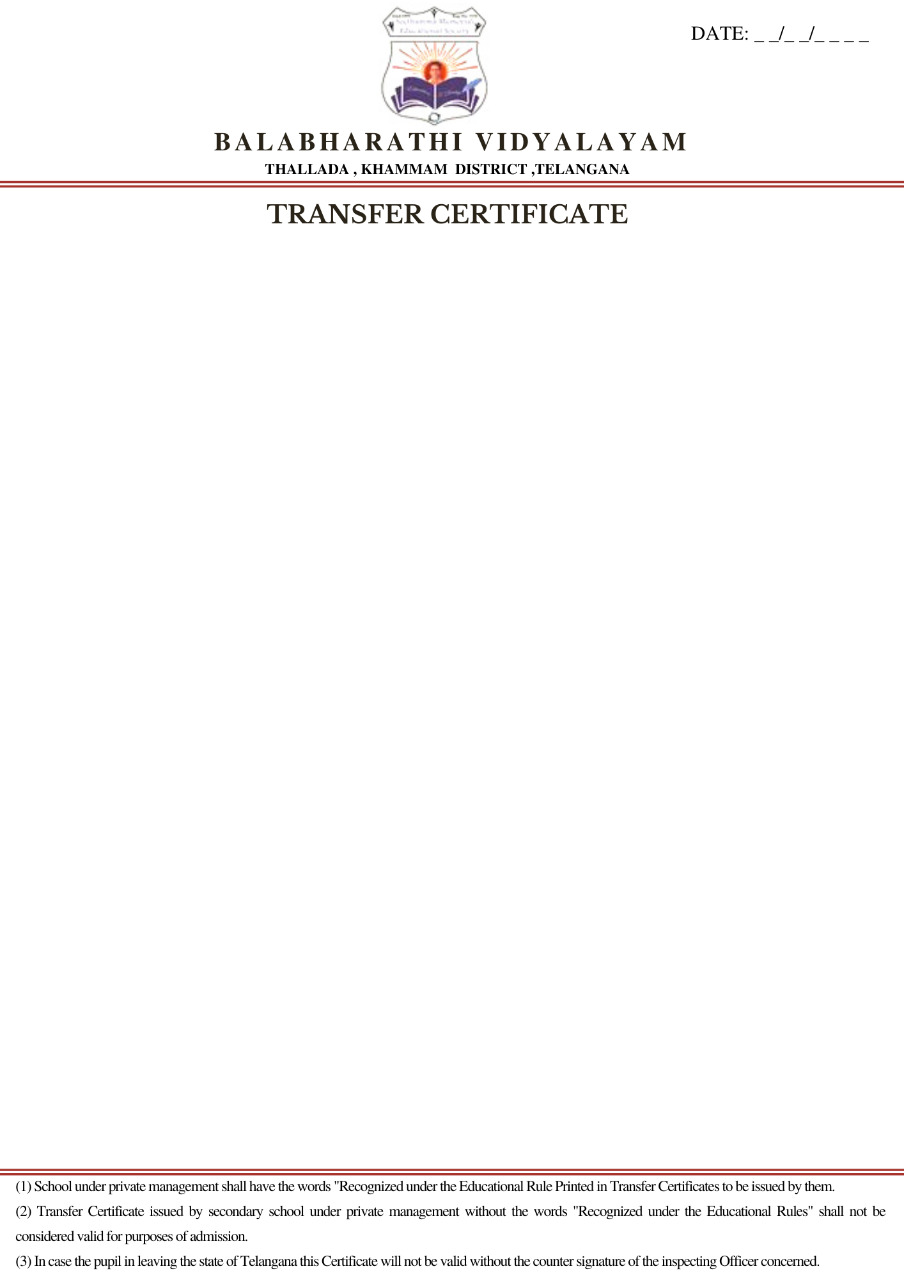 Educational Society
DATE: _ _/_ _/_ _ _ _
BALABHARATHI VIDYALAYAM
THALLADA , KHAMMAM DISTRICT ,TELANGANA
TRANSFER CERTIFICATE
(1) School under private management shall have the words "Recognized under the Educational Rule Printed in Transfer Certificates to be issued by them.
(2) Transfer Certificate issued by secondary school under private management without the words "Recognized under the Educational Rules" shall not be
considered valid for purposes of admission.
(3) In case the pupil in leaving the state of Telangana this Certificate will not be valid without the counter signature of the inspecting Officer concerned.